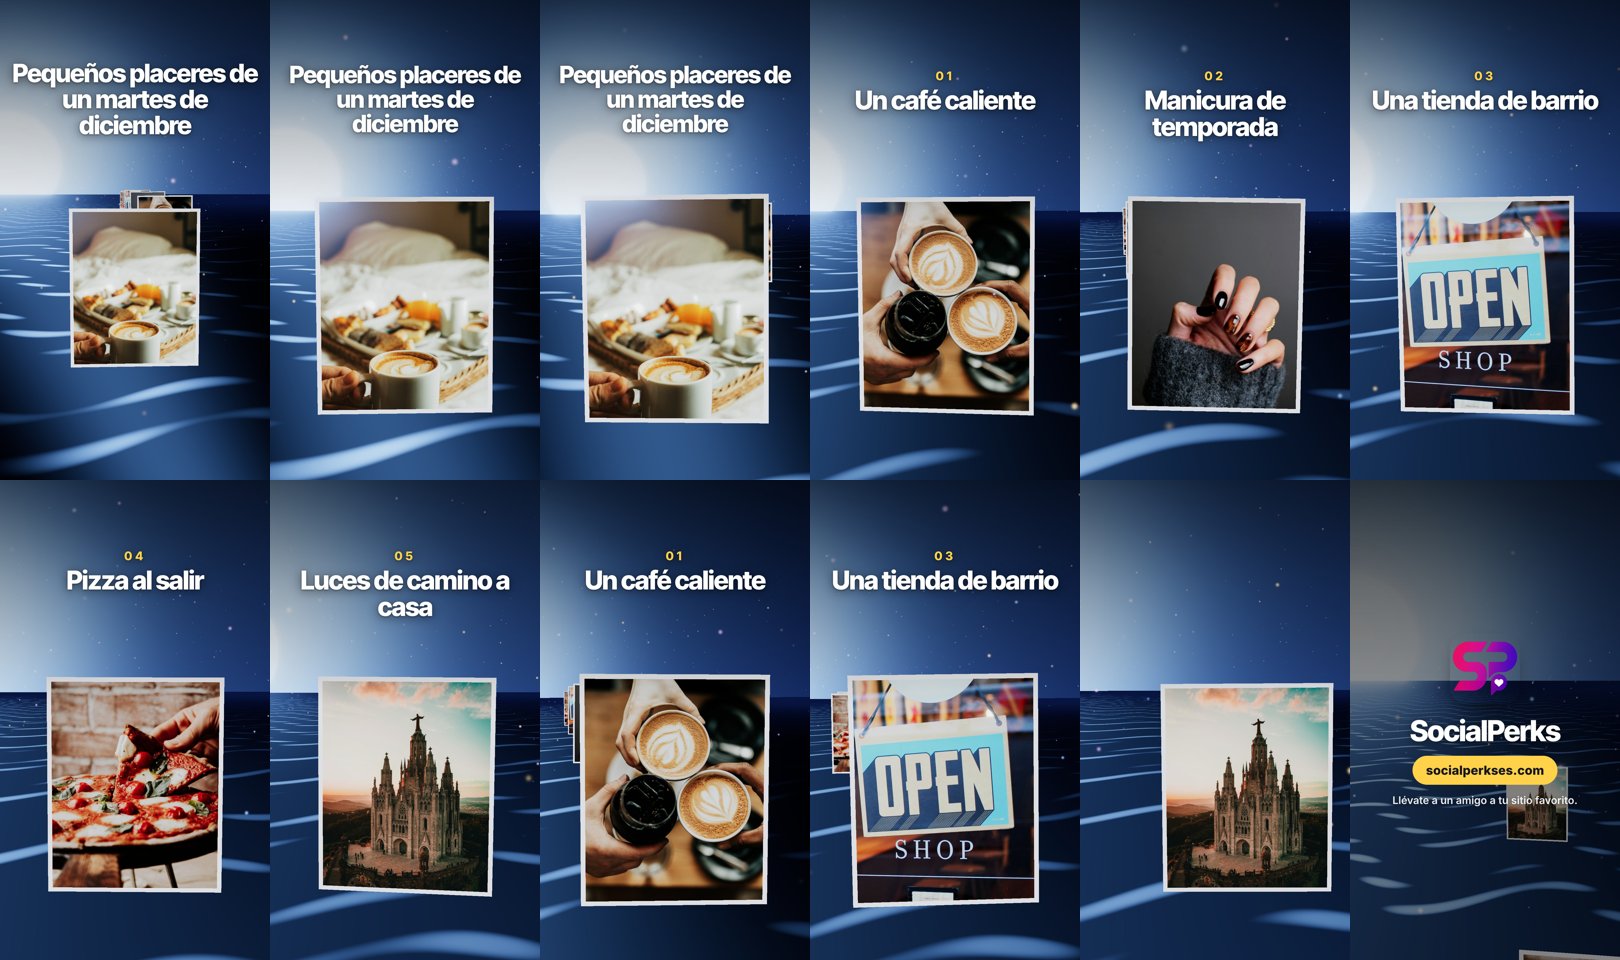 Pequeños placeres de
un martes de
diciembre
Pequeños placeres de
un martes de
diciembre
Pequeños placeres de
un martes de
diciembre
01
Un café caliente
02
Manicura de
temporada
03
Una tienda de barrio
OPEN
SHOP
04
Pizza al salir
05
Luces de camino a
casa
01
Un café caliente
03
Una tienda de barrio
OPEN
SHOP
SP
SocialPerks
socialperkses.com
Llévate a un amigo a tu sitio favorito.